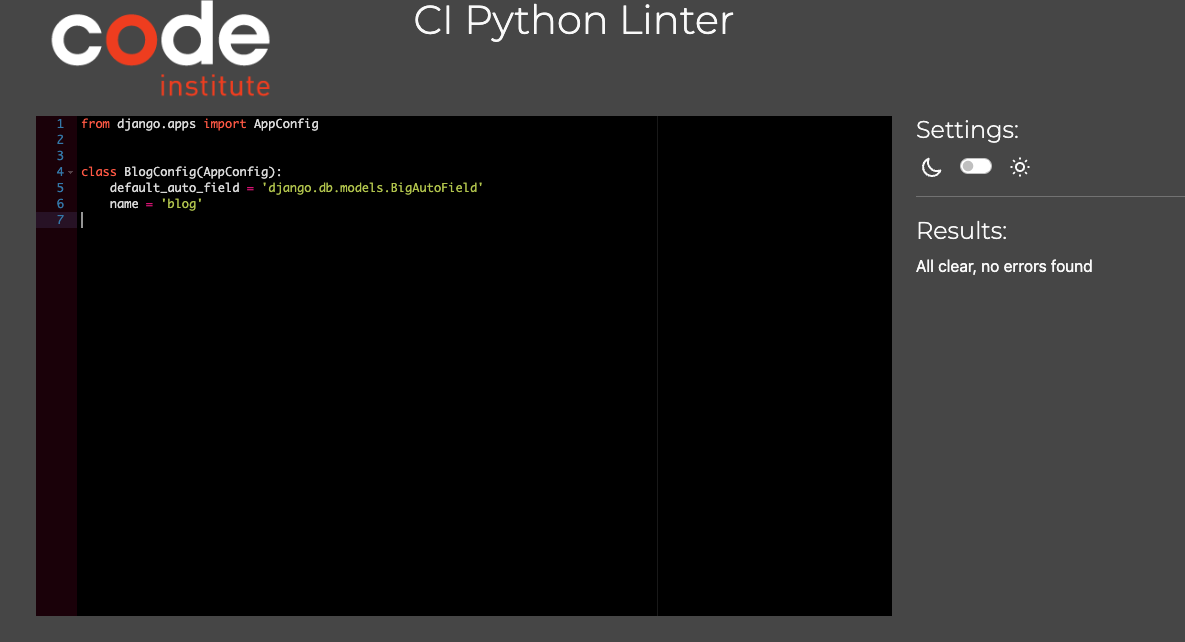 code
institute
CI Python Linter
1 from django.apps import AppConfig
2
3
4 class BlogConfig(AppConfig):
5     default_auto_field = 'django.db.models.BigAutoField'
6     name = 'blog'
7
Settings:
Results:
All clear, no errors found